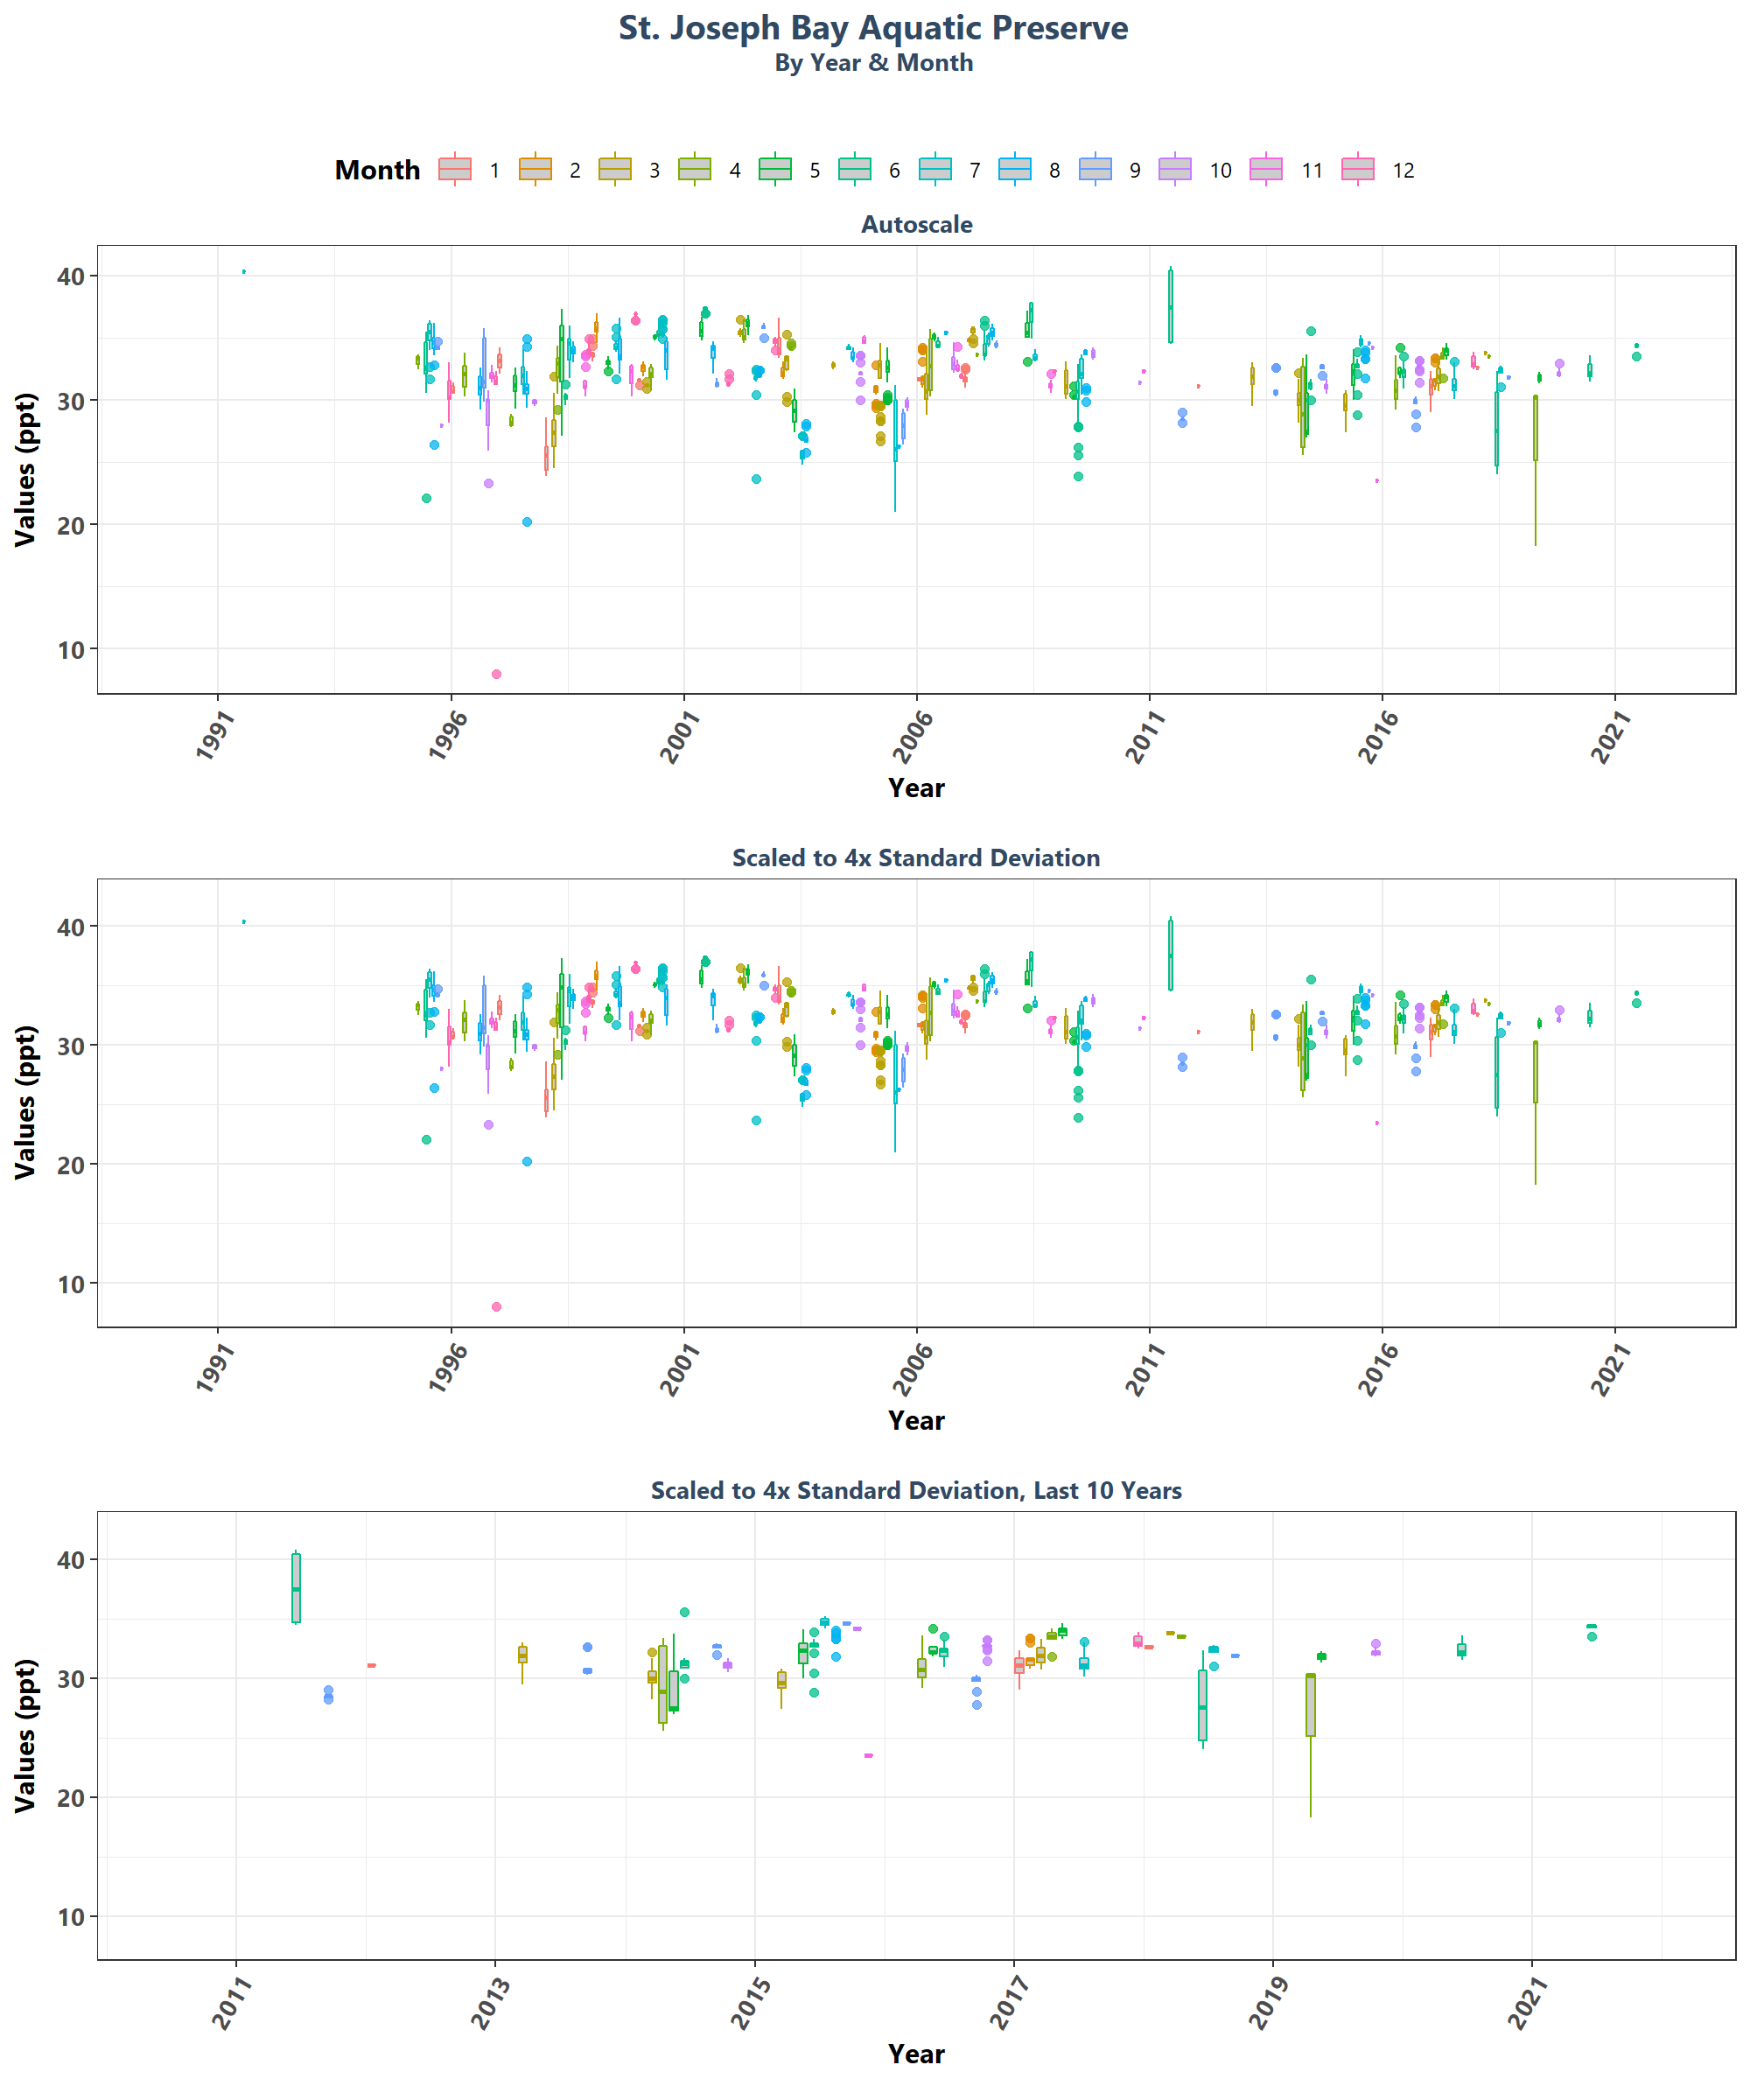 St. Joseph Bay Aquatic Preserve
By Year & Month
Month 1 2 3 4 5 6 7 8 9 10 11 12
Autoscale
Values (ppt)
40
30
20
10
1991 1996 2001 2006 2011 2016 2021
Year
Scaled to 4x Standard Deviation
Values (ppt)
40
30
20
10
1991 1996 2001 2006 2011 2016 2021
Year
Scaled to 4x Standard Deviation, Last 10 Years
Values (ppt)
40
30
20
10
2011 2013 2015 2017 2019 2021
Year